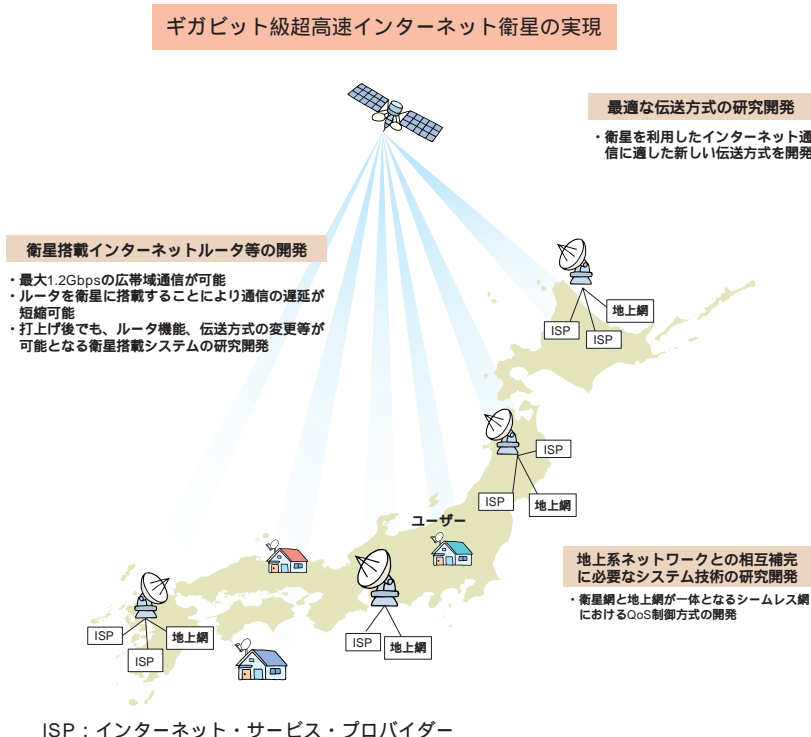 ギガビット級超高速インターネット衛星の実現
最適な伝送方式の研究開発
・衛星を利用したインターネット通
信に適した新しい伝送方式を開発
衛星搭載インターネットルータ等の開発
・最大1.2Gbpsの広帯域通信が可能
・ルータを衛星に搭載することにより通信の遅延が
短縮可能
・打上げ後でも、ルータ機能、伝送方式の変更等が
可能となる衛星搭載システムの研究開発
地上網
ISP
ISP
ISP
ISP
地上網
ユーザー
地上系ネットワークとの相互補完
に必要なシステム技術の研究開発
・衛星網と地上網が一体となるシームレス網
におけるQoS制御方式の開発
ISP
地上網
ISP
ISP
地上網
ISP：インターネット・サービス・プロバイダー